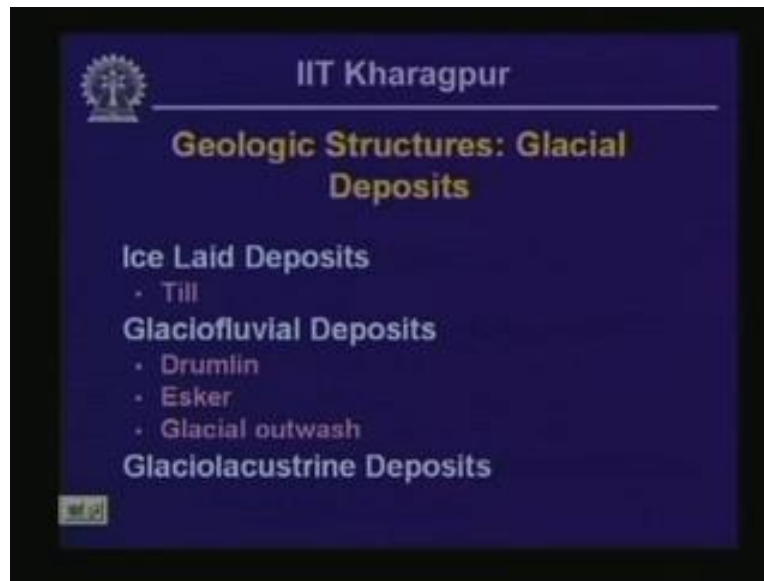 IIT Kharagpur
Geologic Structures: Glacial
Deposits
Ice Laid Deposits
• Till
Glaciofluvial Deposits
• Drumlin
• Esker
• Glacial outwash
Glaciolacustrine Deposits